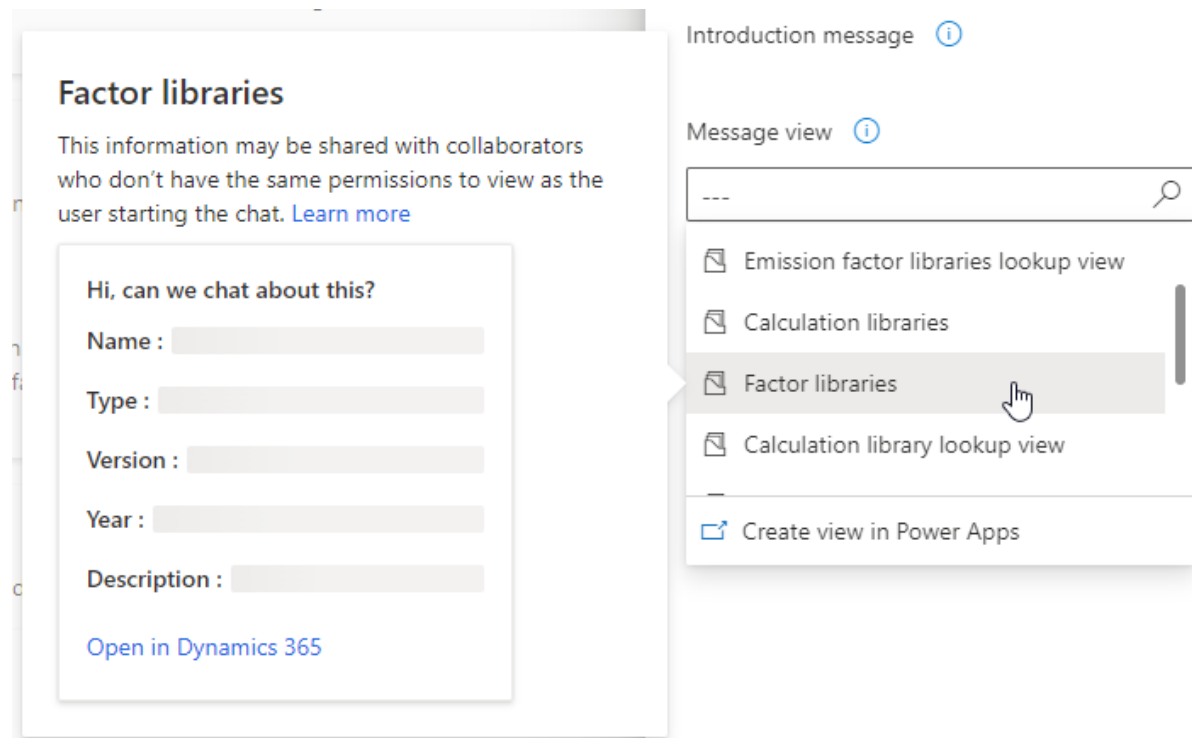 Factor libraries
This information may be shared with collaborators
who don't have the same permissions to view as the
user starting the chat. Learn more
Hi, can we chat about this?
Name :
Type :
Version :
Year :
Description :
Open in Dynamics 365
Introduction message
Message view
---
Emission factor libraries lookup view
Calculation libraries
Factor libraries
Calculation library lookup view
Create view in Power Apps